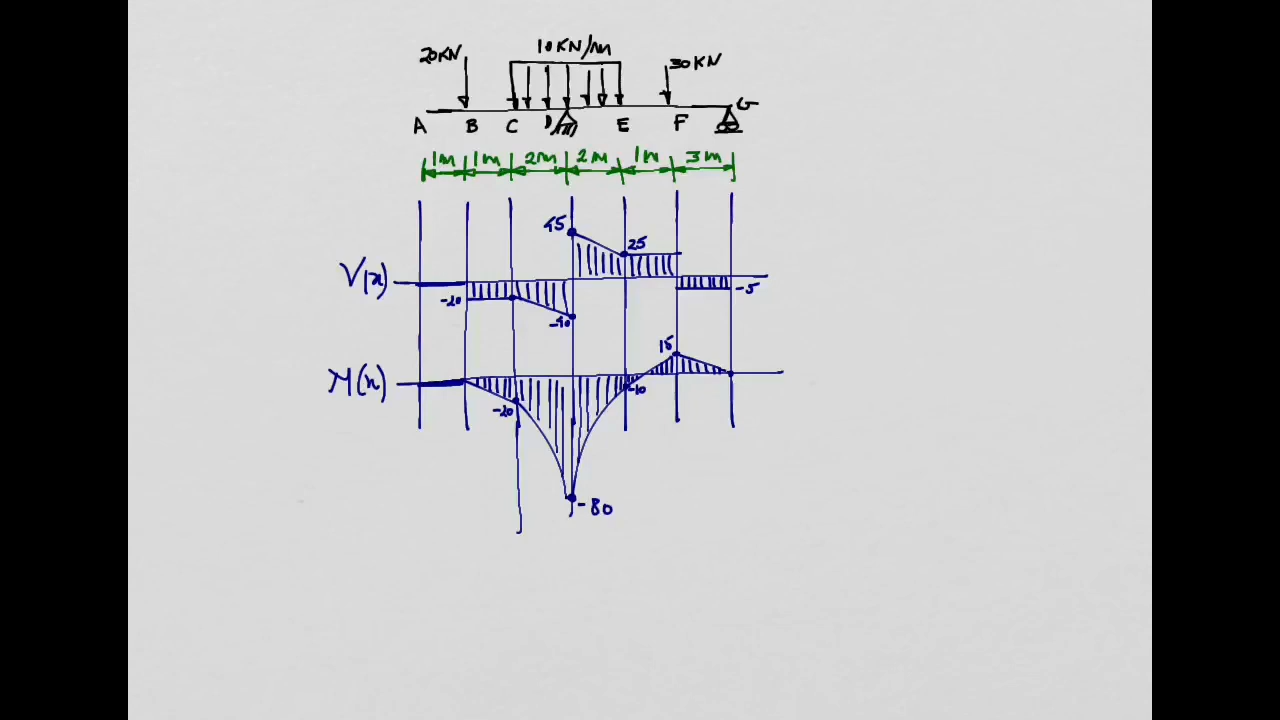 10KN/m
20KN 30KN
G
A B C D E F
1m 1m 2m 2m 1m 3m
45
25
V(x)
-20
-5
-40
15
M(x)
-10
-20
-80